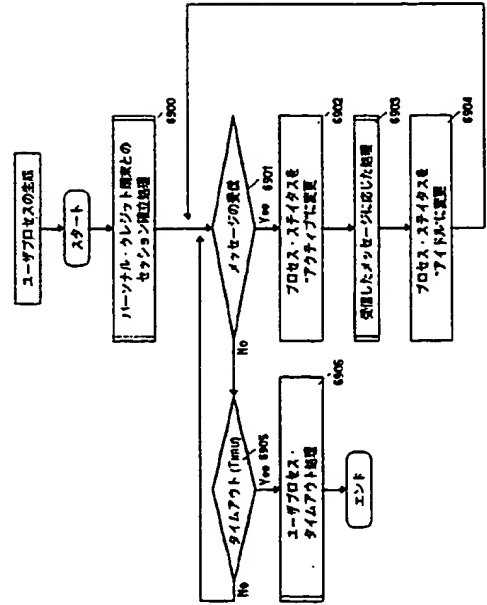 ユーザプロセスの生成
スタート
パーソナル・クレジット端末との
セッション確立処理
6900
メッセージの受信
6901
Yes
No
プロセス・ステイタスを
"アクティブ"に変更
6902
受信したメッセージに応じた処理
6903
プロセス・ステイタスを
"アイドル"に変更
6904
タイムアウト(Timu)
6905
Yes
No
ユーザプロセス・
タイムアウト処理
6906
エンド